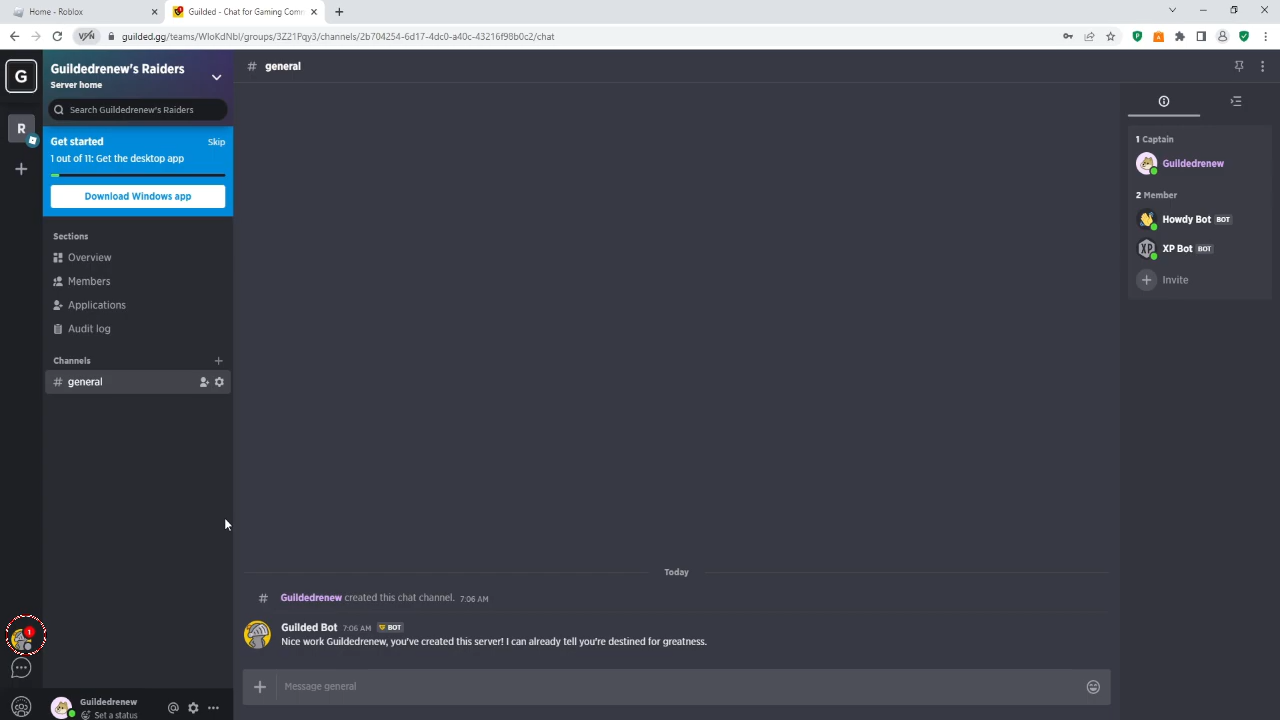 Home - Roblox
Guilded - Chat for Gaming Com
VPN
guilded.gg/teams/WloKdNbl/groups/3Z21Pqy3/channels/2b704254-6d17-4dc0-a40c-43216f98b0c2/chat
G
Guildedrenew's Raiders
Server home
# general
Search Guildedrenew's Raiders
R
Get started
Skip
1 out of 11: Get the desktop app
Download Windows app
1 Captain
Guildedrenew
2 Member
Howdy Bot BOT
XP
XP Bot BOT
Invite
Sections
Overview
Members
Applications
Audit log
Channels
# general
Today
# Guildedrenew created this chat channel. 7:06 AM
Guilded Bot 7:06 AM BOT
Nice work Guildedrenew, you've created this server! I can already tell you're destined for greatness.
1
Message general
Guildedrenew
Set a status